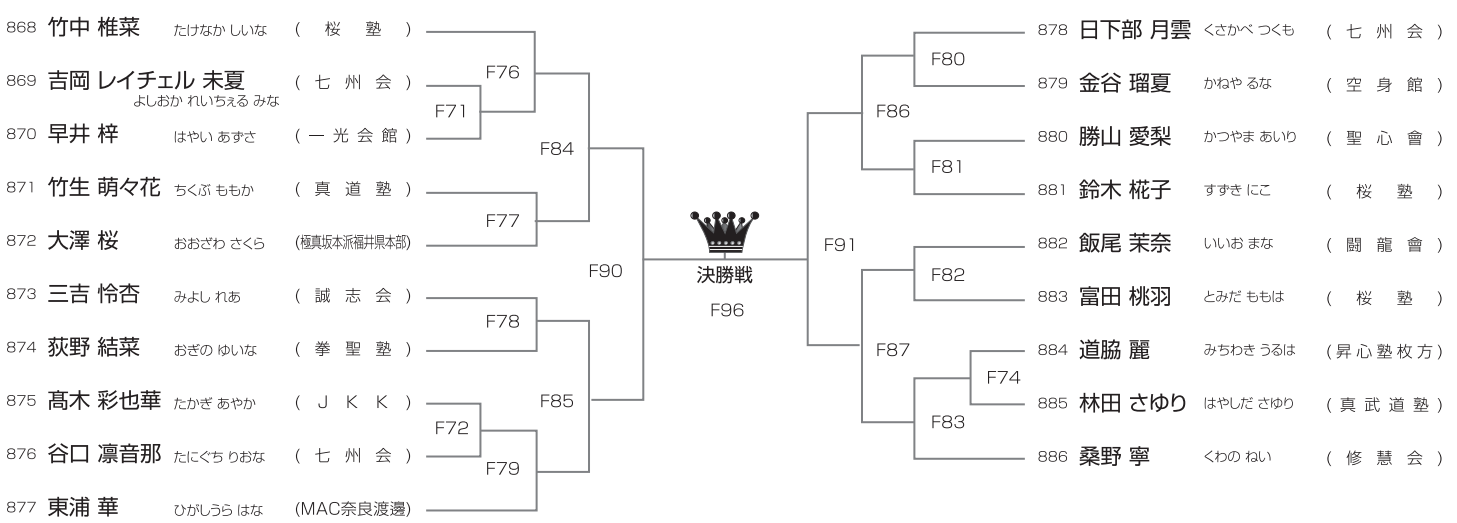 868 竹中 椎菜 たけなか しいな ( 桜 塾 )
869 吉岡 レイチェル 未夏 ( 七 州 会 )
よしおか れいちぇる みな
870 早井 梓 はやい あずさ ( 一 光 会 館 )
871 竹生 萌々花 ちくぶ ももか ( 真 道 塾 )
872 大澤 桜 おおざわ さくら (極真坂本派福井県本部)
873 三吉 怜杏 みよし れあ ( 誠 志 会 )
874 荻野 結菜 おぎの ゆいな ( 拳 聖 塾 )
875 髙木 彩也華 たかぎ あやか ( J K K )
876 谷口 凛音那 たにぐち りおな ( 七 州 会 )
877 東浦 華 ひがしうら はな (MAC奈良渡邊)
F76
F71
F84
F77
F90
F78
F85
F72
F79
決勝戦
F96
F80
F86
F81
F91
F82
F87
F74
F83
878 日下部 月雲 くさかべ つくも ( 七 州 会 )
879 金谷 瑠夏 かねや るな ( 空 身 館 )
880 勝山 愛梨 かつやま あいり ( 聖 心 會 )
881 鈴木 椛子 すずき にこ ( 桜 塾 )
882 飯尾 茉奈 いいお まな ( 闘 龍 會 )
883 富田 桃羽 とみだ ももは ( 桜 塾 )
884 道脇 麗 みちわき うるは ( 昇 心 塾 枚 方 )
885 林田 さゆり はやしだ さゆり ( 真 武 道 塾 )
886 桑野 寧 くわの ねい ( 修 慧 会 )